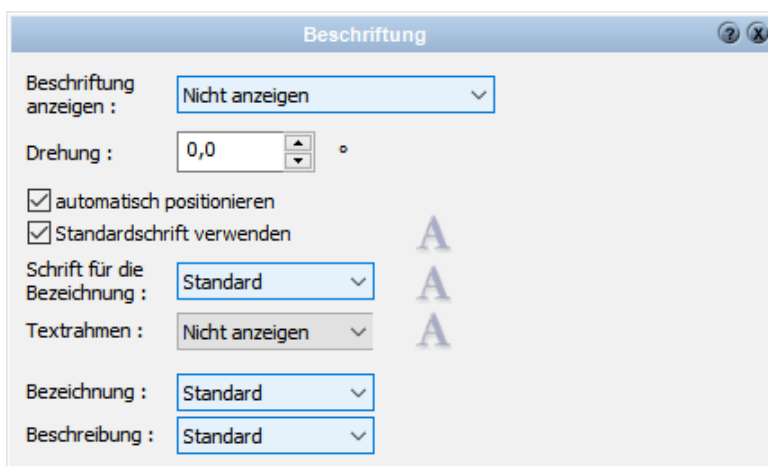 Beschriftung
Beschriftung
anzeigen :
Nicht anzeigen
Drehung :
0,0
°
automatisch positionieren
Standardschrift verwenden
A
Schrift für die
Bezeichnung :
Standard
A
Textrahmen :
Nicht anzeigen
A
Bezeichnung :
Standard
Beschreibung :
Standard